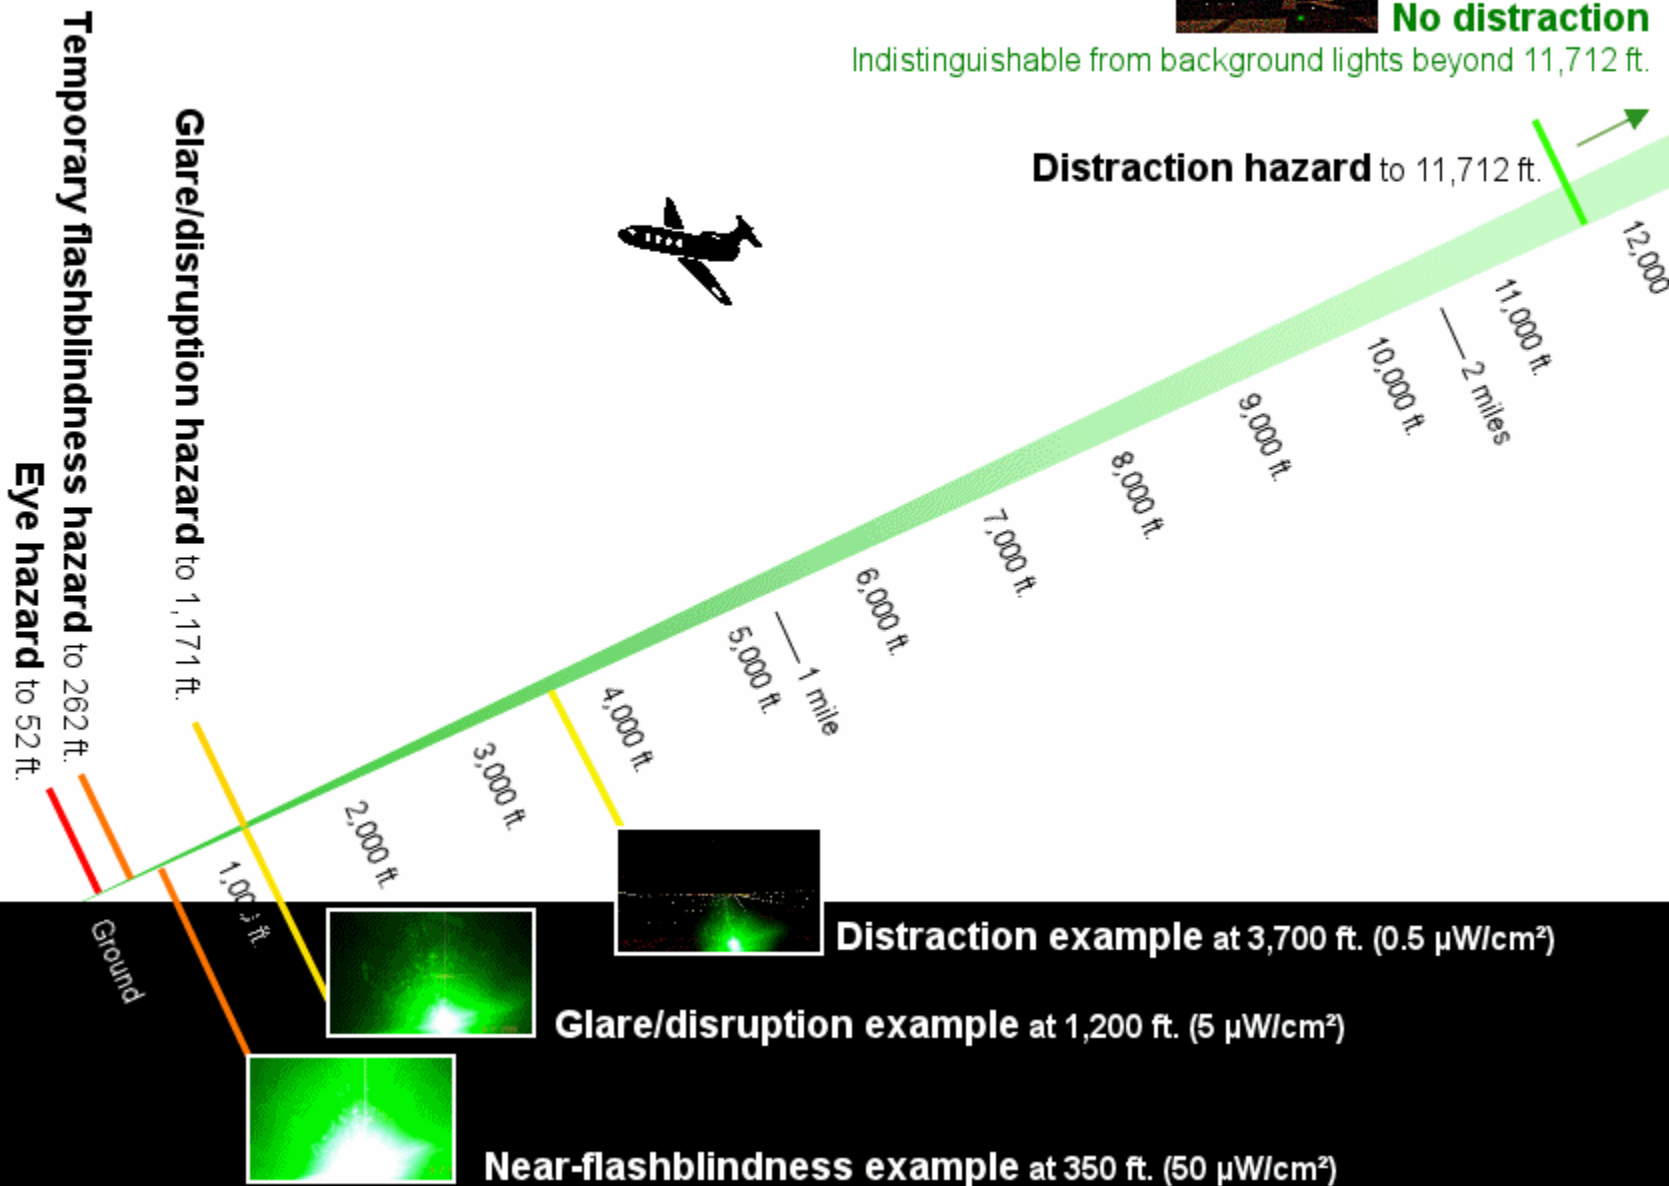 No distraction
Indistinguishable from background lights beyond 11,712 ft.
Distraction hazard to 11,712 ft.
Glare/disruption hazard to 1,171 ft.
Temporary flashblindness hazard to 262 ft.
Eye hazard to 52 ft.
12,000
11,000 ft.
2 miles
10,000 ft.
9,000 ft.
8,000 ft.
7,000 ft.
6,000 ft.
1 mile
5,000 ft.
4,000 ft.
3,000 ft.
2,000 ft.
1,000 ft.
Ground
Distraction example at 3,700 ft. (0.5 µW/cm²)
Glare/disruption example at 1,200 ft. (5 µW/cm²)
Near-flashblindness example at 350 ft. (50 µW/cm²)